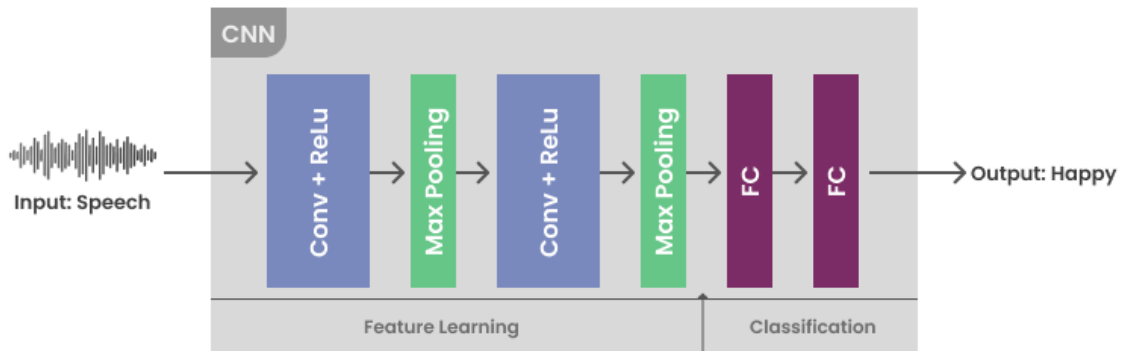 CNN
Input: Speech
Conv + ReLu
Max Pooling
Conv + ReLu
Max Pooling
FC
FC
Output: Happy
Feature Learning
Classification